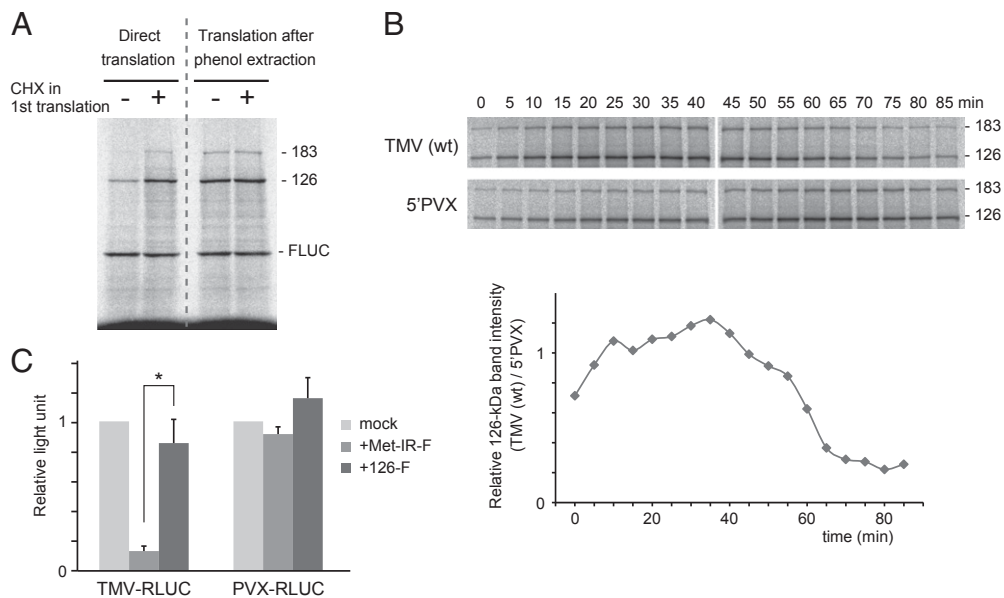 A
Direct translation
Translation after phenol extraction
CHX in 1st translation
- + - +
- 183
- 126
- FLUC
B
0 5 10 15 20 25 30 35 40 45 50 55 60 65 70 75 80 85 min
TMV (wt)
- 183
- 126
5'PVX
- 183
- 126
Relative 126-kDa band intensity
(TMV (wt) / 5'PVX)
1
0
0 20 40 60 80
time (min)
C
Relative light unit
1
0
*
mock
+Met-IR-F
+126-F
TMV-RLUC PVX-RLUC